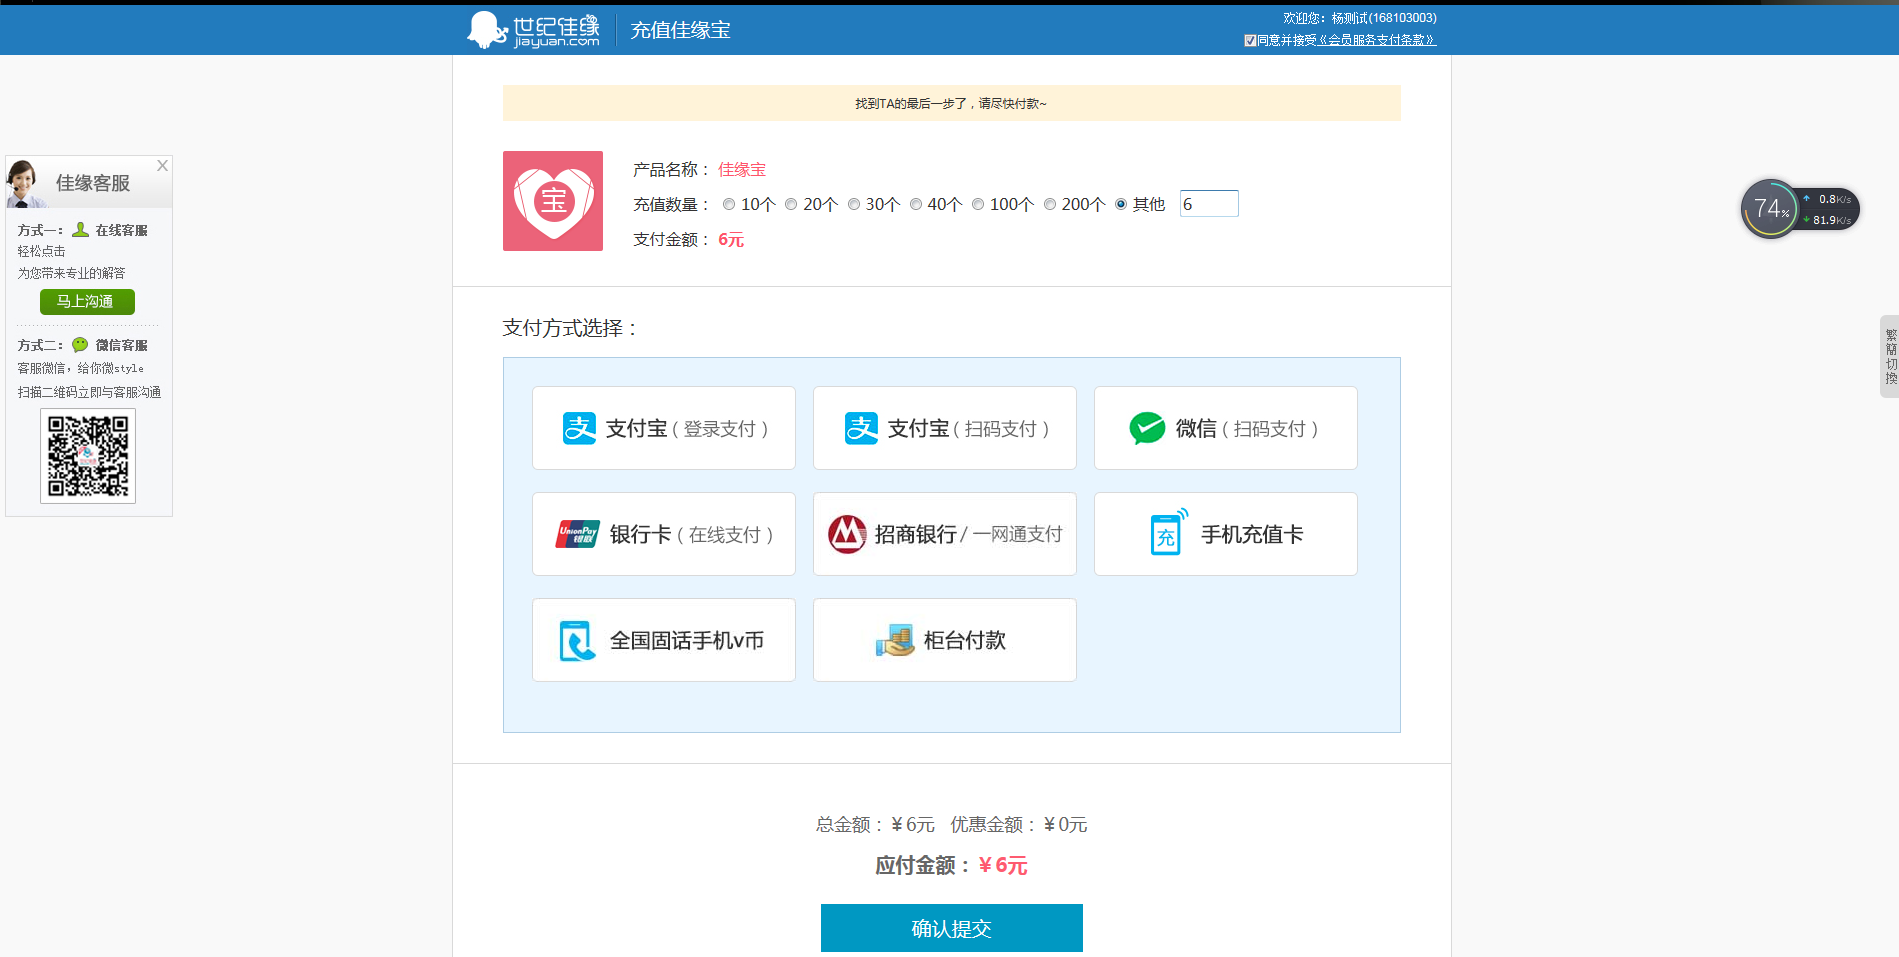 世纪佳缘
jiayuan.com
充值佳缘宝
欢迎您：杨测试(168103003)
同意并接受《会员服务支付条款》
找到TA的最后一步了，请尽快付款~
宝
产品名称： 佳缘宝
充值数量： 10个 20个 30个 40个 100个 200个 其他 6
支付金额： 6元
佳缘客服
X
方式一： 在线客服
轻松点击
为您带来专业的解答
马上沟通
方式二： 微信客服
客服微信，给你微style
扫描二维码立即与客服沟通
74%
0.8K/s
81.9K/s
繁簡切換
支付方式选择：
支 支付宝（登录支付）
支 支付宝（扫码支付）
微信（扫码支付）
UnionPay 银联 银行卡（在线支付）
招商银行/一网通支付
充 手机充值卡
全国固话手机v币
柜台付款
总金额：¥6元 优惠金额：¥0元
应付金额：¥6元
确认提交